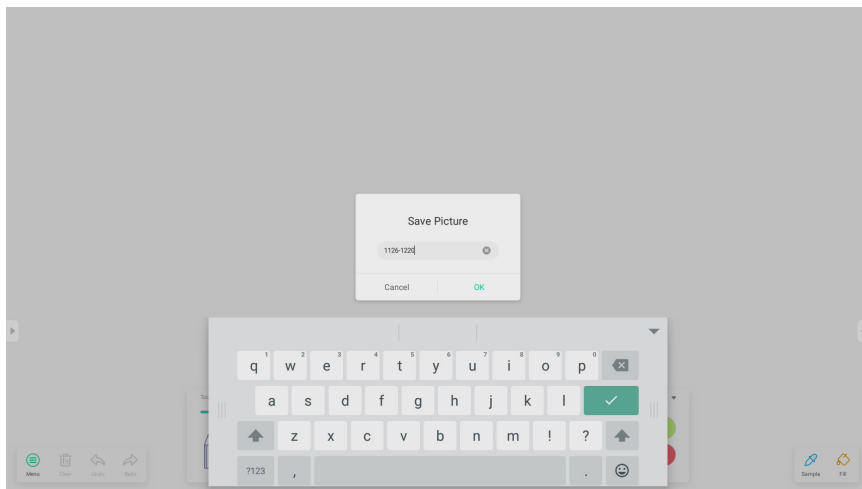 Save Picture
1126-1220
Cancel OK
1 2 3 4 5 6 7 8 9 0
q w e r t y u i o p
a s d f g h j k l
z x c v b n m ! ?
?123 , .
Menu Clear Undo Redo
Sample Fill